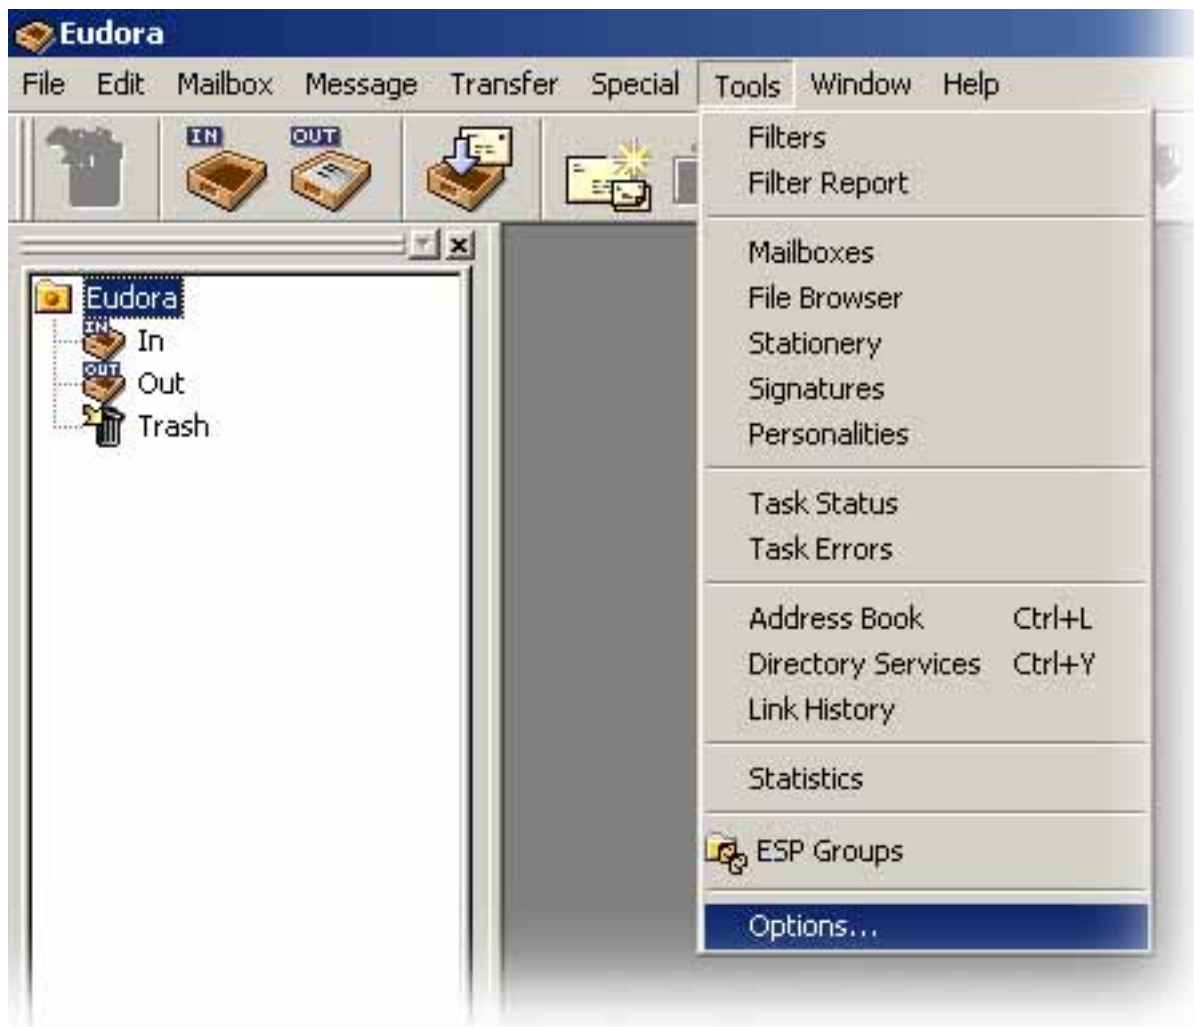 Eudora
File Edit Mailbox Message Transfer Special Tools Window Help
IN OUT
Filters
Filter Report
Mailboxes
File Browser
Stationery
Signatures
Personalities
Task Status
Task Errors
Address Book Ctrl+L
Directory Services Ctrl+Y
Link History
Statistics
ESP Groups
Options...
Eudora
IN In
OUT Out
Trash